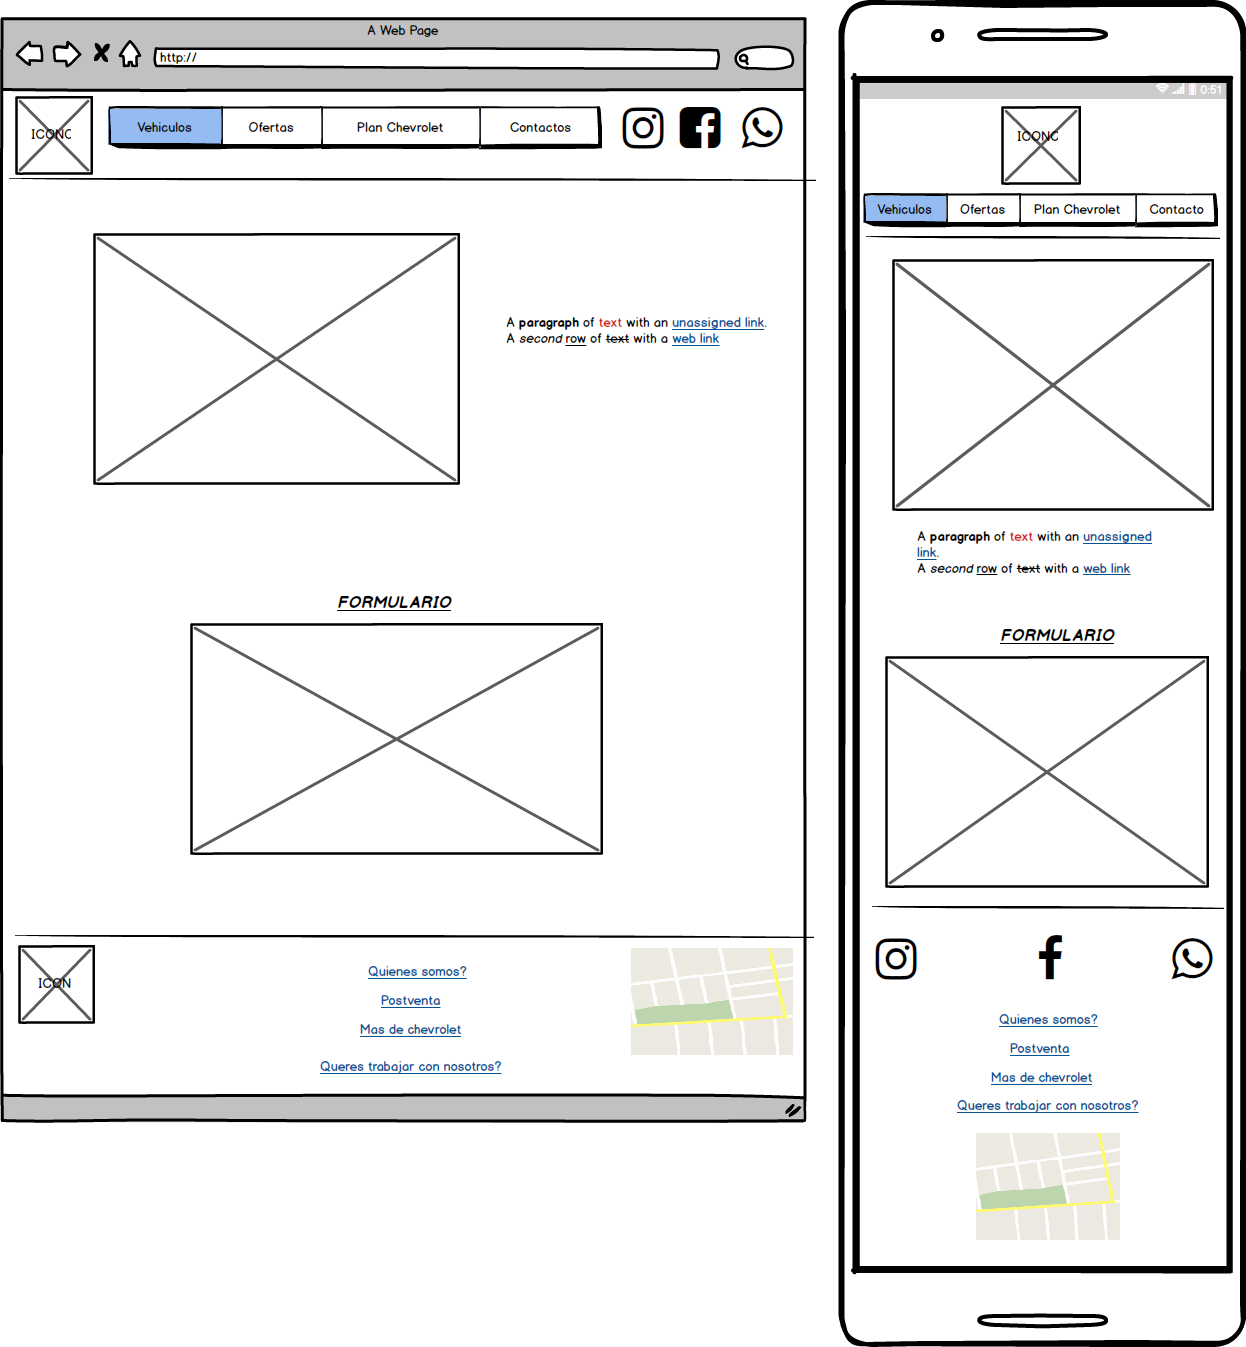 A Web Page
http://
ICONO
Vehiculos
Ofertas
Plan Chevrolet
Contactos
A paragraph of text with an unassigned link.
A second row of text with a web link
FORMULARIO
ICON
Quienes somos?
Postventa
Mas de chevrolet
Queres trabajar con nosotros?
0:51
ICONO
Vehiculos
Ofertas
Plan Chevrolet
Contacto
A paragraph of text with an unassigned
link.
A second row of text with a web link
FORMULARIO
Quienes somos?
Postventa
Mas de chevrolet
Queres trabajar con nosotros?